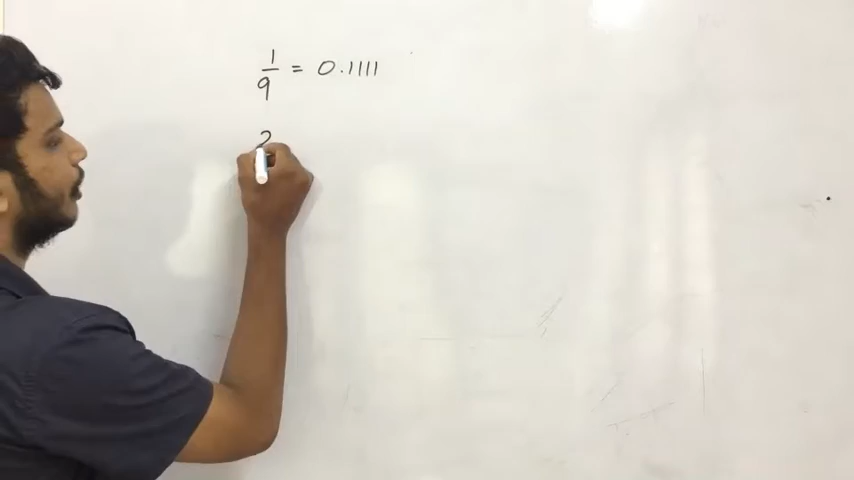 1/9 = 0.1111
2